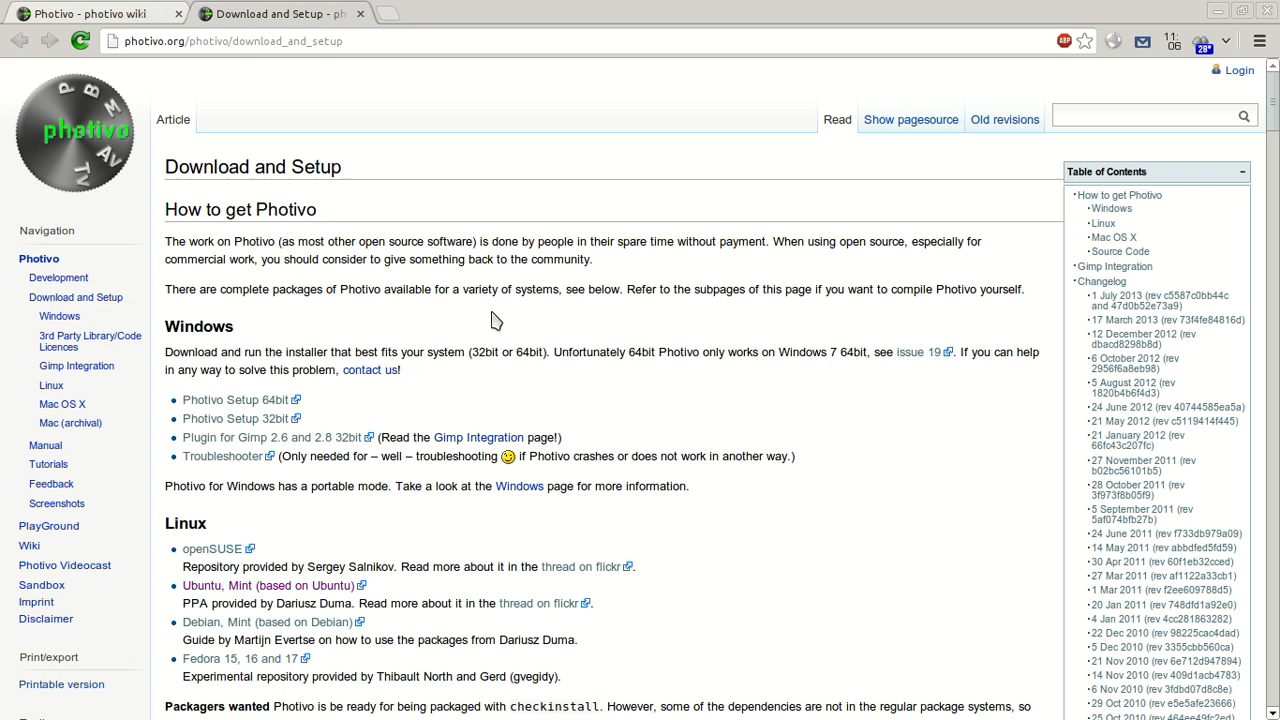 Photivo - photivo wiki
Download and Setup - ph
photivo.org/photivo/download_and_setup
ABP
11:
06
28°
Login
P B M
photivo
Av
Tv
Article
Read
Show pagesource
Old revisions
Download and Setup
How to get Photivo
The work on Photivo (as most other open source software) is done by people in their spare time without payment. When using open source, especially for
commercial work, you should consider to give something back to the community.
There are complete packages of Photivo available for a variety of systems, see below. Refer to the subpages of this page if you want to compile Photivo yourself.
Windows
Download and run the installer that best fits your system (32bit or 64bit). Unfortunately 64bit Photivo only works on Windows 7 64bit, see issue 19. If you can help
in any way to solve this problem, contact us!
Photivo Setup 64bit
Photivo Setup 32bit
Plugin for Gimp 2.6 and 2.8 32bit (Read the Gimp Integration page!)
Troubleshooter (Only needed for – well – troubleshooting if Photivo crashes or does not work in another way.)
Photivo for Windows has a portable mode. Take a look at the Windows page for more information.
Linux
openSUSE
Repository provided by Sergey Salnikov. Read more about it in the thread on flickr.
Ubuntu, Mint (based on Ubuntu)
PPA provided by Dariusz Duma. Read more about it in the thread on flickr.
Debian, Mint (based on Debian)
Guide by Martijn Evertse on how to use the packages from Dariusz Duma.
Fedora 15, 16 and 17
Experimental repository provided by Thibault North and Gerd (gvegidy).
Packagers wanted Photivo is be ready for being packaged with checkinstall. However, some of the dependencies are not in the regular package systems, so
Navigation
Photivo
Development
Download and Setup
Windows
3rd Party Library/Code
Licences
Gimp Integration
Linux
Mac OS X
Mac (archival)
Manual
Tutorials
Feedback
Screenshots
PlayGround
Wiki
Photivo Videocast
Sandbox
Imprint
Disclaimer
Print/export
Printable version
Table of Contents
How to get Photivo
Windows
Linux
Mac OS X
Source Code
Gimp Integration
Changelog
1 July 2013 (rev c5587c0bb44c
and 47d0b52e73a9)
17 March 2013 (rev 73f4fe84816d)
12 December 2012 (rev
dbacd8298b8d)
6 October 2012 (rev
2956f6a8eb98)
5 August 2012 (rev
1820b4b6f4d3)
24 June 2012 (rev 40744585ea5a)
21 May 2012 (rev c5119414f445)
21 January 2012 (rev
66fc43c207fc)
27 November 2011 (rev
b02bc56101b5)
28 October 2011 (rev
3f973f8b05f9)
5 September 2011 (rev
5af074bfb27b)
24 June 2011 (rev f733db979a09)
14 May 2011 (rev abbdfed5fd59)
30 Apr 2011 (rev 60f1eb32cced)
27 Mar 2011 (rev af1122a33cb1)
1 Mar 2011 (rev f2ee609788d5)
20 Jan 2011 (rev 748dfd1a92e0)
4 Jan 2011 (rev 4cc281863282)
22 Dec 2010 (rev 98225cac4dad)
5 Dec 2010 (rev 3355cbb560ca)
21 Nov 2010 (rev 6e712d947894)
14 Nov 2010 (rev 409d1acb4783)
6 Nov 2010 (rev 3fdbd07d8c8e)
29 Oct 2010 (rev e5e5afe23672)
25 Oct 2010 (rev 464ee49cf2ed)